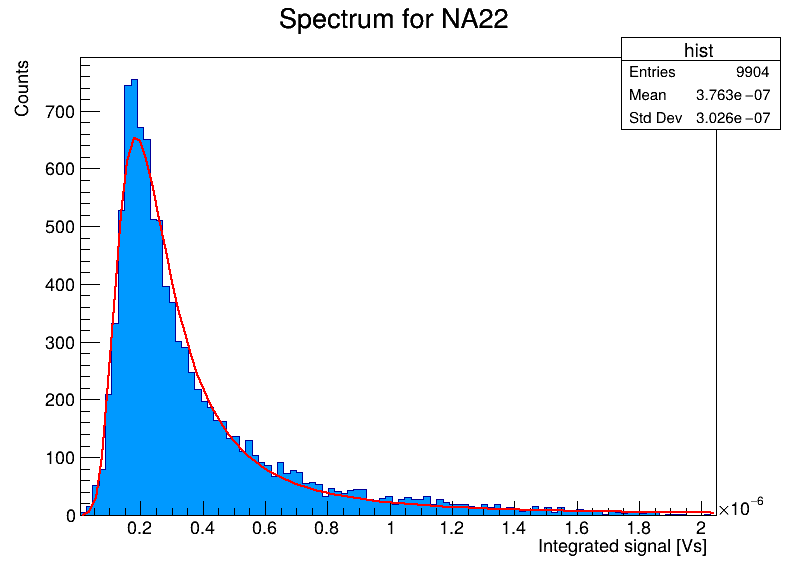 Spectrum for NA22
hist
Entries 9904
Mean 3.763e−07
Std Dev 3.026e−07
Counts
700
600
500
400
300
200
100
0
0.2 0.4 0.6 0.8 1 1.2 1.4 1.6 1.8 2
×10⁻⁶
Integrated signal [Vs]